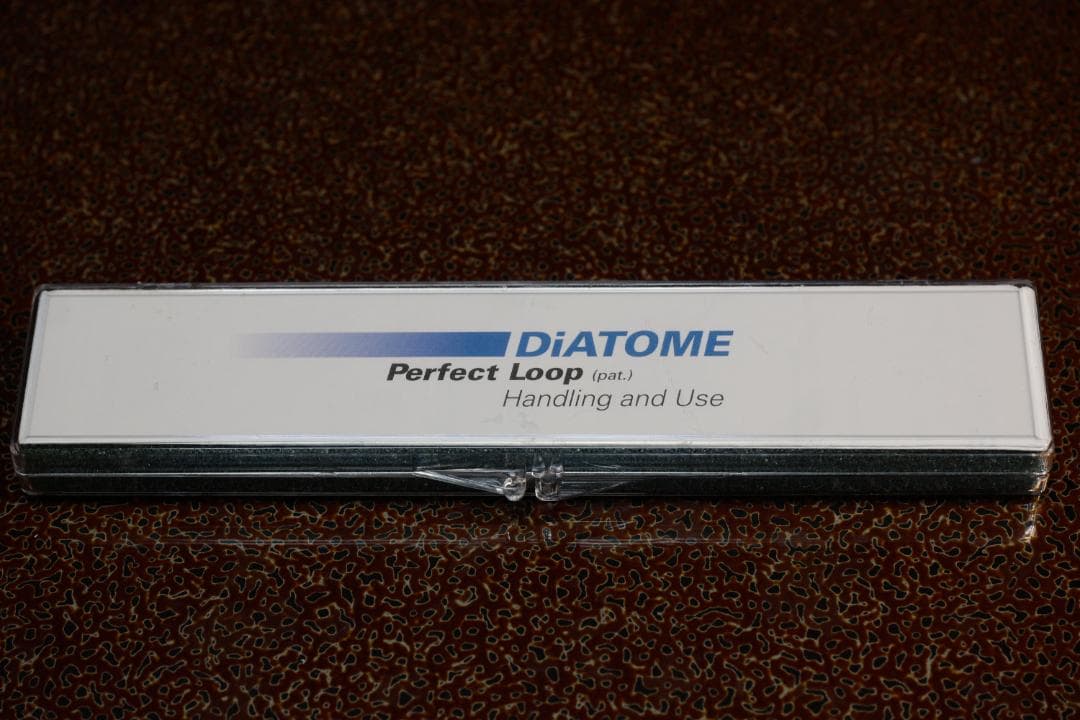 DiATOME
Perfect Loop (pat.)
Handling and Use